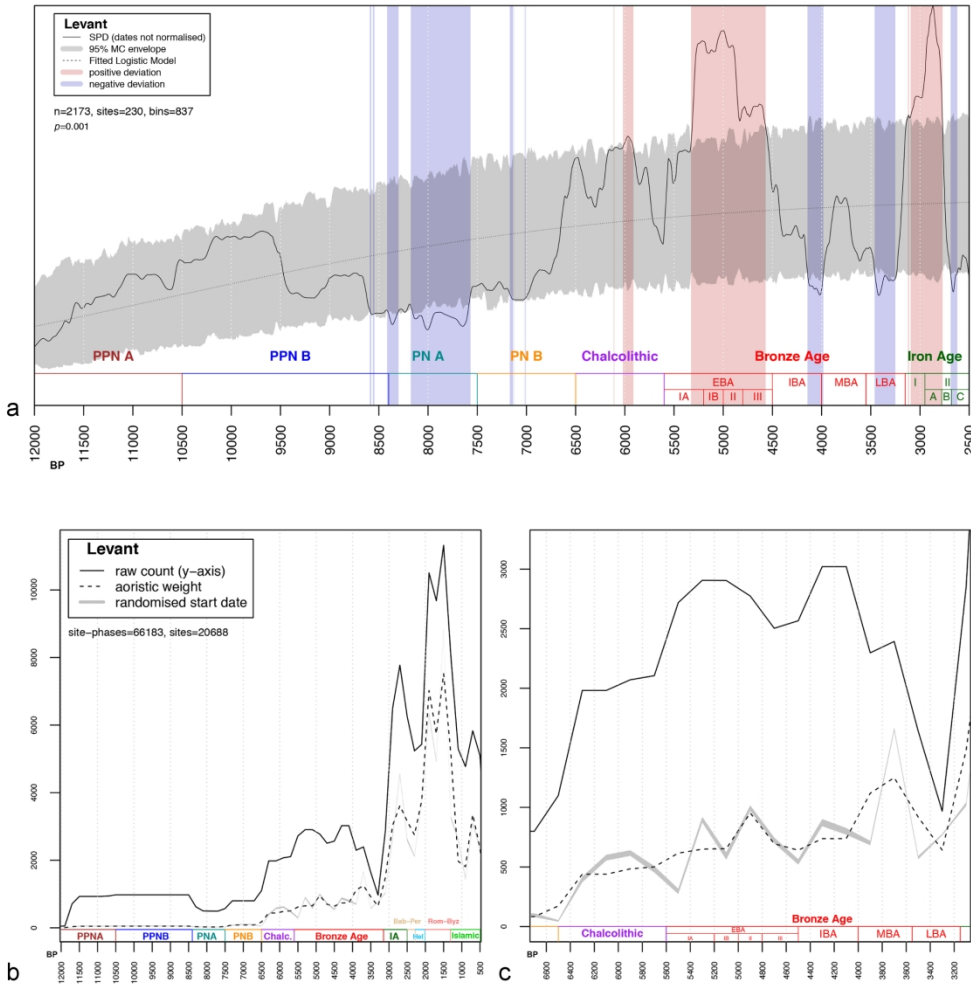 Levant
SPD (dates not normalised)
95% MC envelope
Fitted Logistic Model
positive deviation
negative deviation
n=2173, sites=230, bins=837
p=0.001
PPN A
PPN B
PN A
PN B
Chalcolithic
Bronze Age
Iron Age
EBA
IBA
MBA
LBA
I
II
IA
IB
II
III
A
B
C
a
12000
11500
11000
10500
10000
9500
9000
8500
8000
7500
7000
6500
6000
5500
5000
4500
4000
3500
3000
2500
BP
Levant
raw count (y-axis)
aoristic weight
randomised start date
site-phases=66183, sites=20688
10000
8000
6000
4000
2000
0
Bab-Per
Rom-Byz
PPNA
PPNB
PNA
PNB
Chalc.
Bronze Age
IA
Hel
Islamic
BP
b
12000
11500
11000
10500
10000
9500
9000
8500
8000
7500
7000
6500
6000
5500
5000
4500
4000
3500
3000
2500
2000
1500
1000
500
3000
2500
2000
1500
1000
500
0
Bronze Age
Chalcolithic
EBA
IA
IB
II
III
IBA
MBA
LBA
BP
c
6600
6400
6200
6000
5800
5600
5400
5200
5000
4800
4600
4400
4200
4000
3800
3600
3400
3200